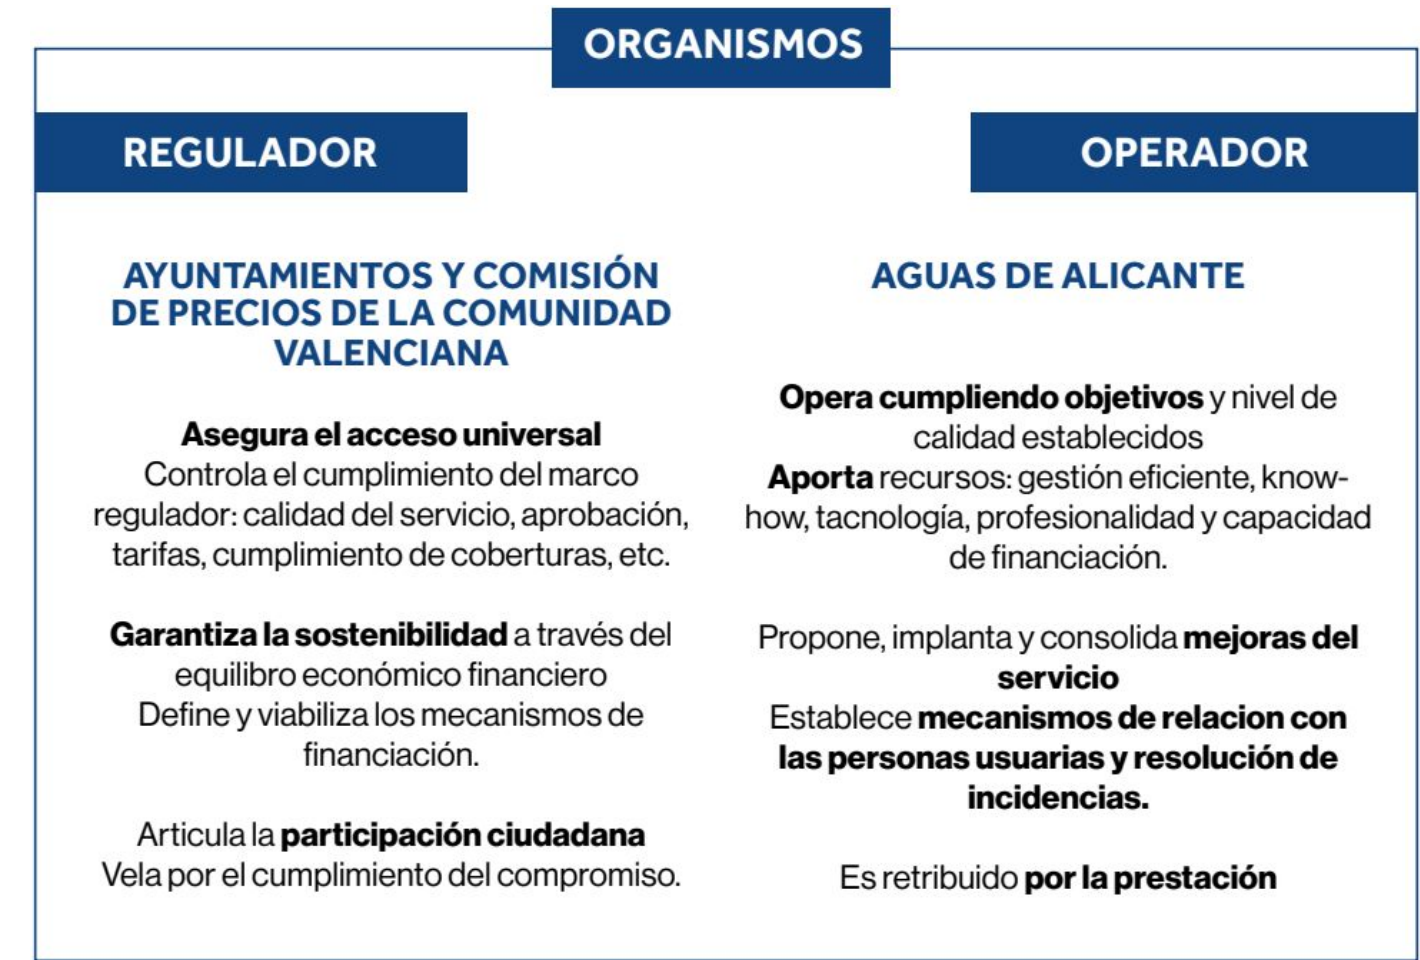 ORGANISMOS
REGULADOR
AYUNTAMIENTOS Y COMISIÓN
DE PRECIOS DE LA COMUNIDAD
VALENCIANA
Asegura el acceso universal
Controla el cumplimiento del marco
regulador: calidad del servicio, aprobación,
tarifas, cumplimiento de coberturas, etc.
Garantiza la sostenibilidad a través del
equilibro económico financiero
Define y viabiliza los mecanismos de
financiación.
Articula la participación ciudadana
Vela por el cumplimiento del compromiso.
OPERADOR
AGUAS DE ALICANTE
Opera cumpliendo objetivos y nivel de
calidad establecidos
Aporta recursos: gestión eficiente, know-
how, tacnología, profesionalidad y capacidad
de financiación.
Propone, implanta y consolida mejoras del
servicio
Establece mecanismos de relacion con
las personas usuarias y resolución de
incidencias.
Es retribuido por la prestación